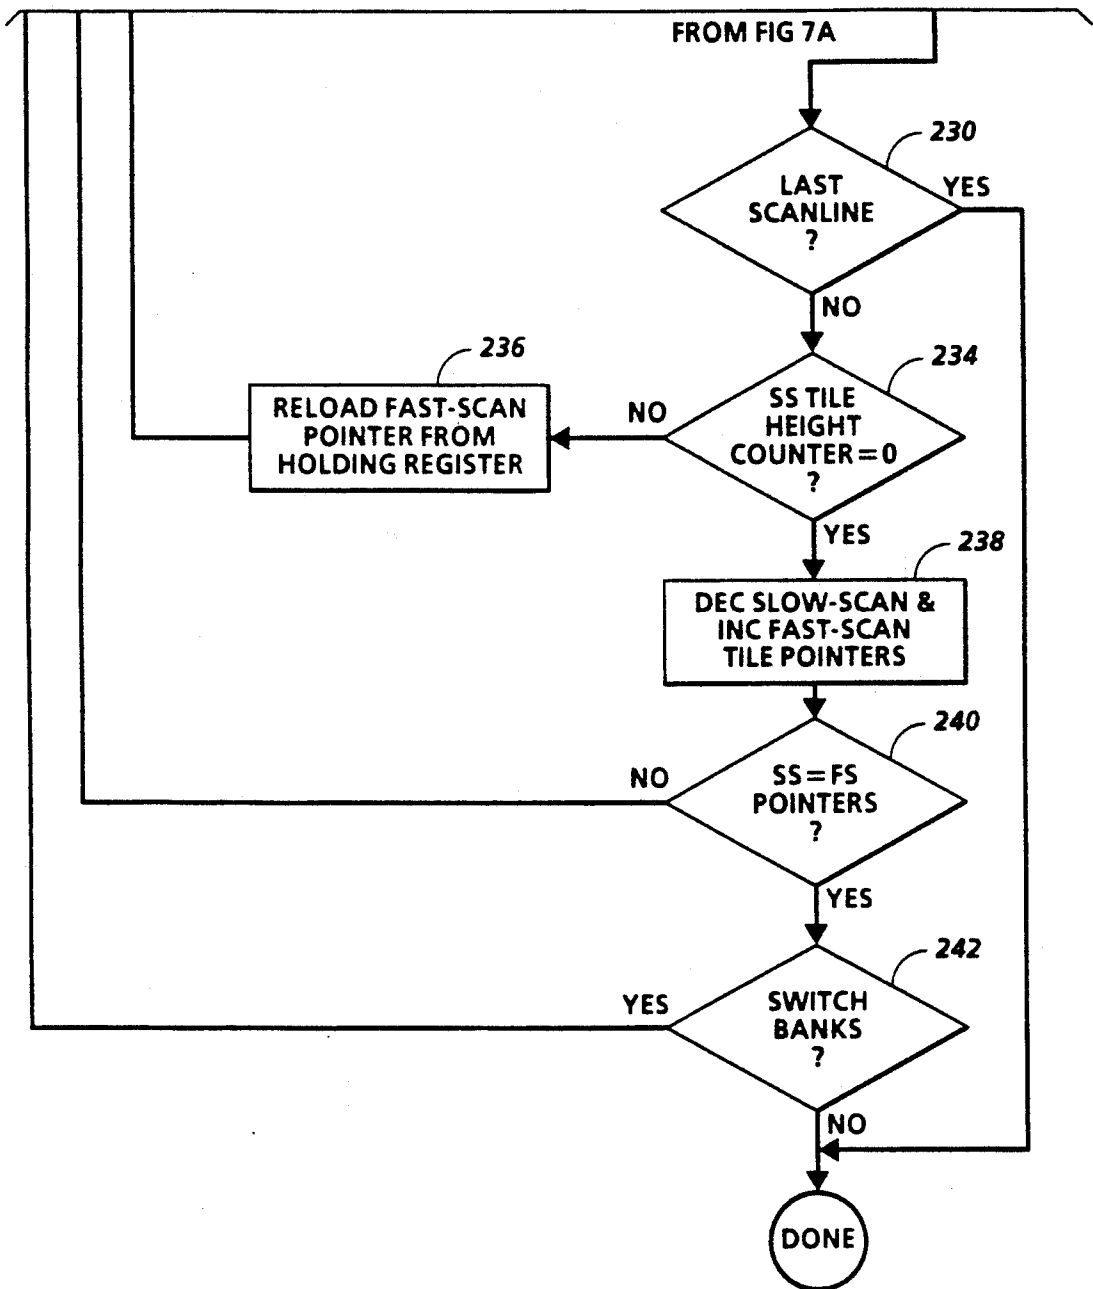 FROM FIG 7A
230
LAST
SCANLINE
?
YES
NO
234
SS TILE
HEIGHT
COUNTER=0
?
NO
236
RELOAD FAST-SCAN
POINTER FROM
HOLDING REGISTER
YES
238
DEC SLOW-SCAN &
INC FAST-SCAN
TILE POINTERS
240
SS=FS
POINTERS
?
NO
YES
242
SWITCH
BANKS
?
YES
NO
DONE